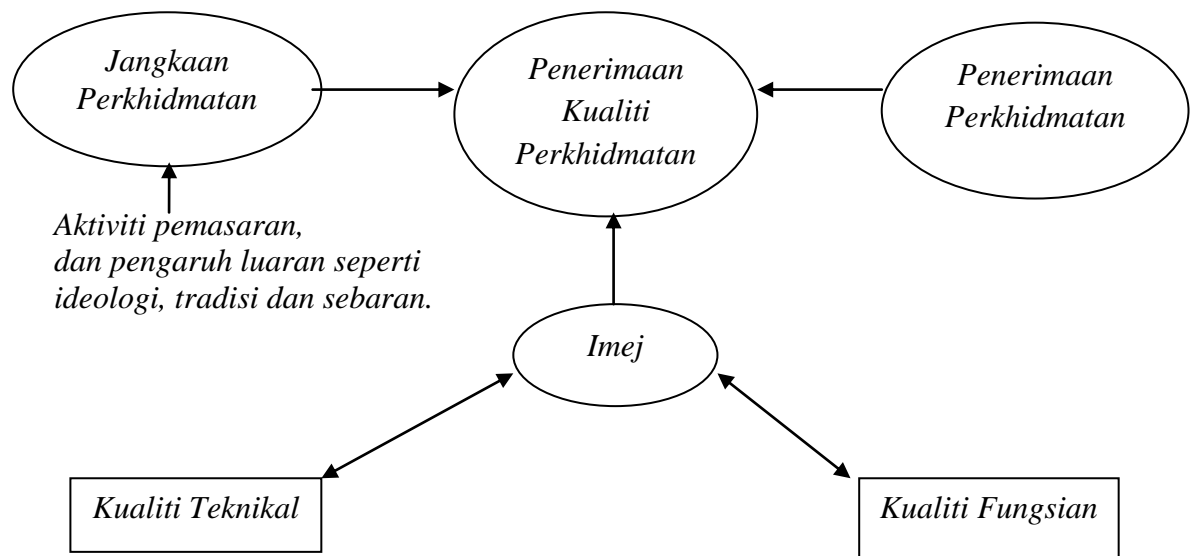 Jangkaan
Perkhidmatan
Penerimaan
Kualiti
Perkhidmatan
Penerimaan
Perkhidmatan
Aktiviti pemasaran,
dan pengaruh luaran seperti
ideologi, tradisi dan sebaran.
Imej
Kualiti Teknikal
Kualiti Fungsian